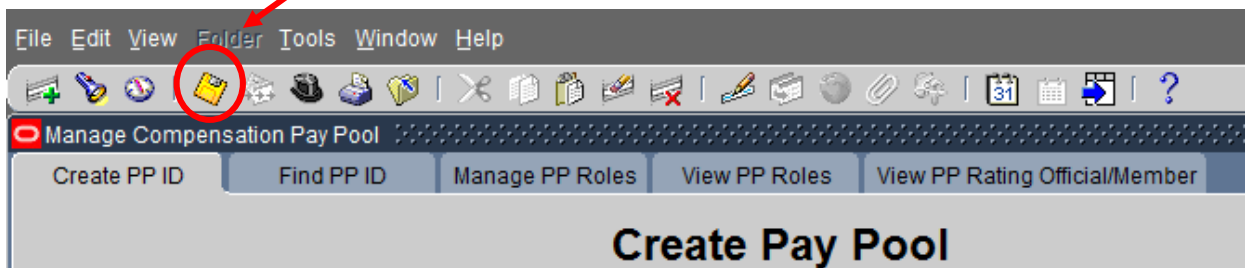 File Edit View Folder Tools Window Help
31 ?
Manage Compensation Pay Pool
Create PP ID Find PP ID Manage PP Roles View PP Roles View PP Rating Official/Member
Create Pay Pool